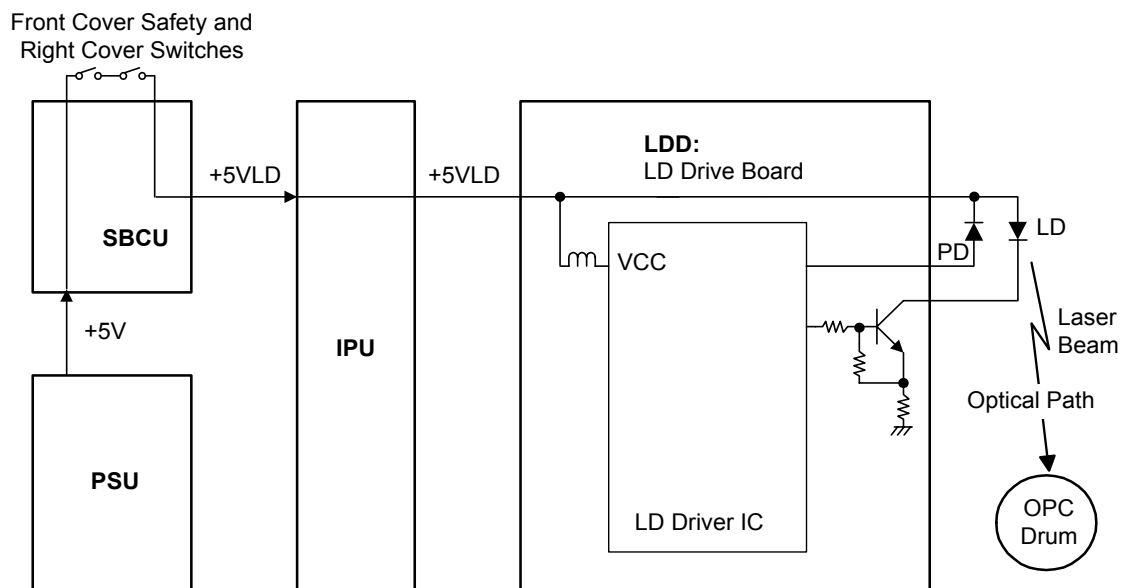 Front Cover Safety and
Right Cover Switches
LDD:
LD Drive Board
+5VLD
+5VLD
SBCU
LD
PD
VCC
+5V
IPU
Laser
Beam
Optical Path
PSU
OPC
Drum
LD Driver IC